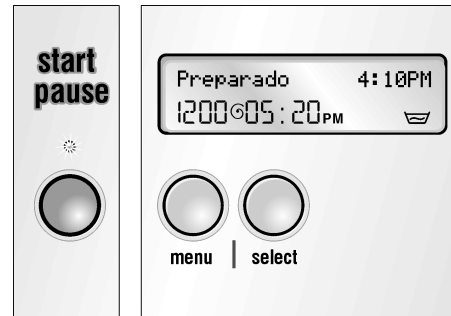 start
pause
Preparado 4:10PM
1200 05:20PM
menu | select